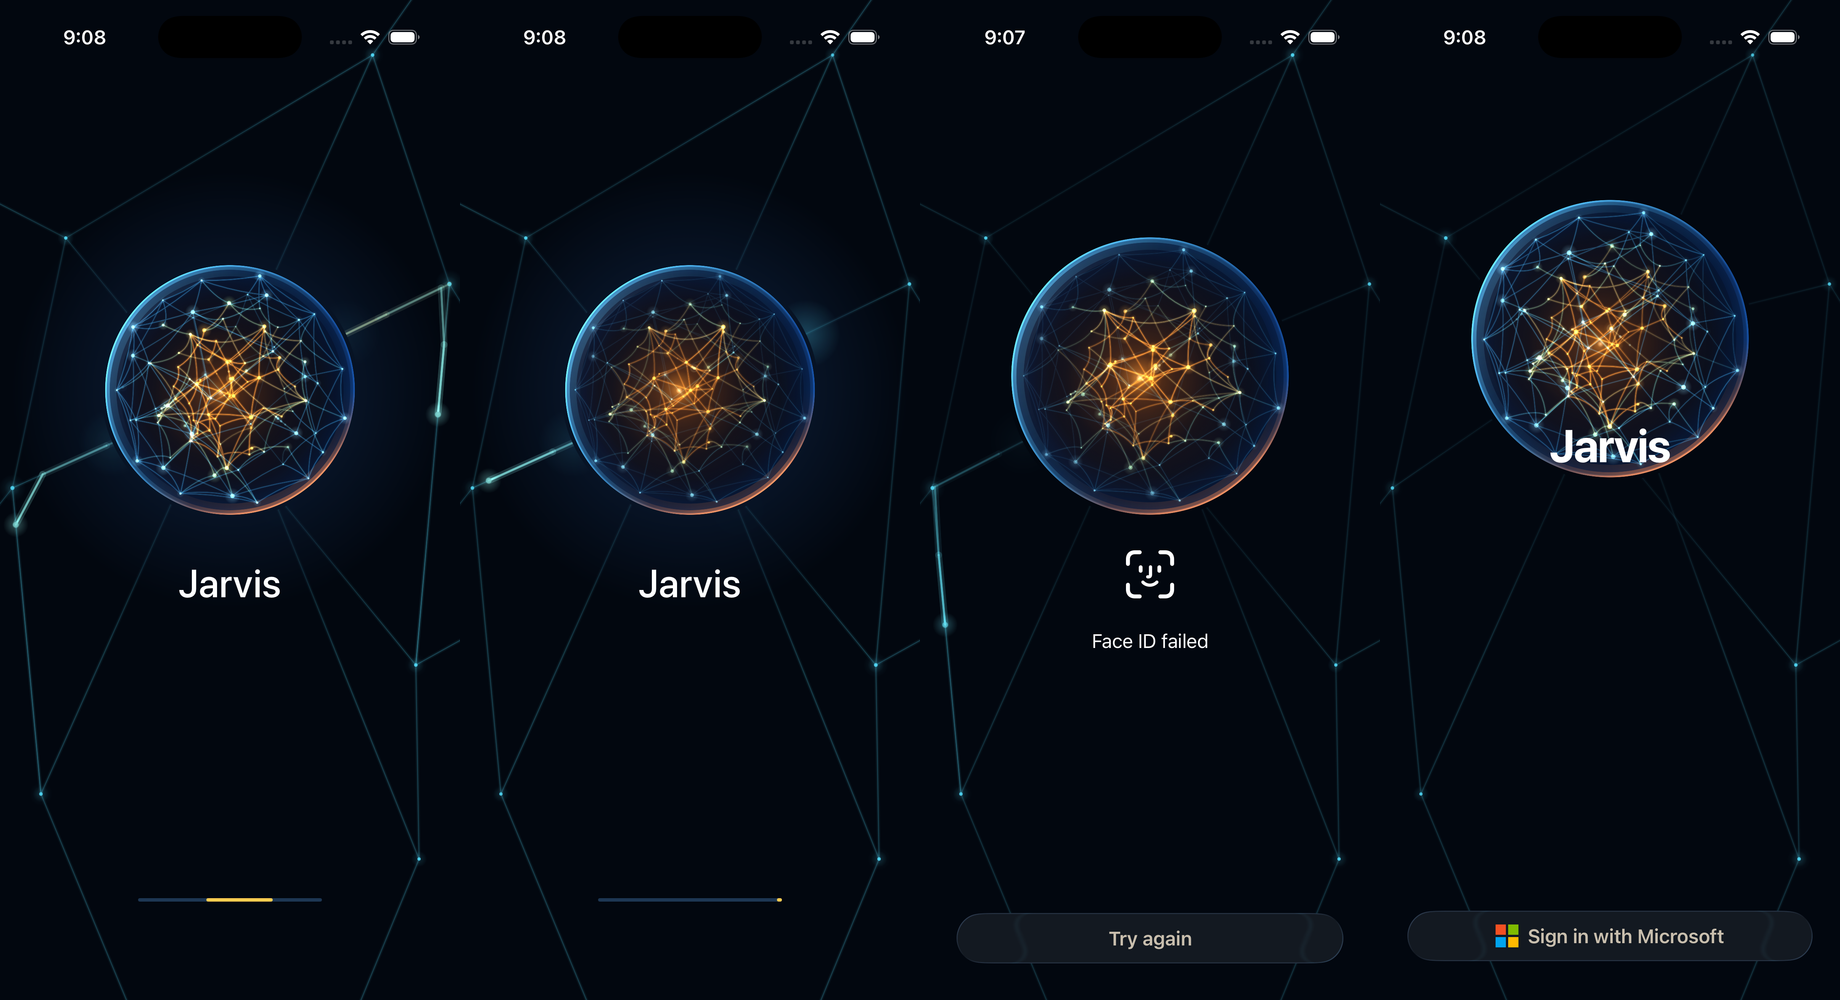 9:08
Jarvis
9:08
Jarvis
9:07
Face ID failed
Try again
9:08
Jarvis
Sign in with Microsoft